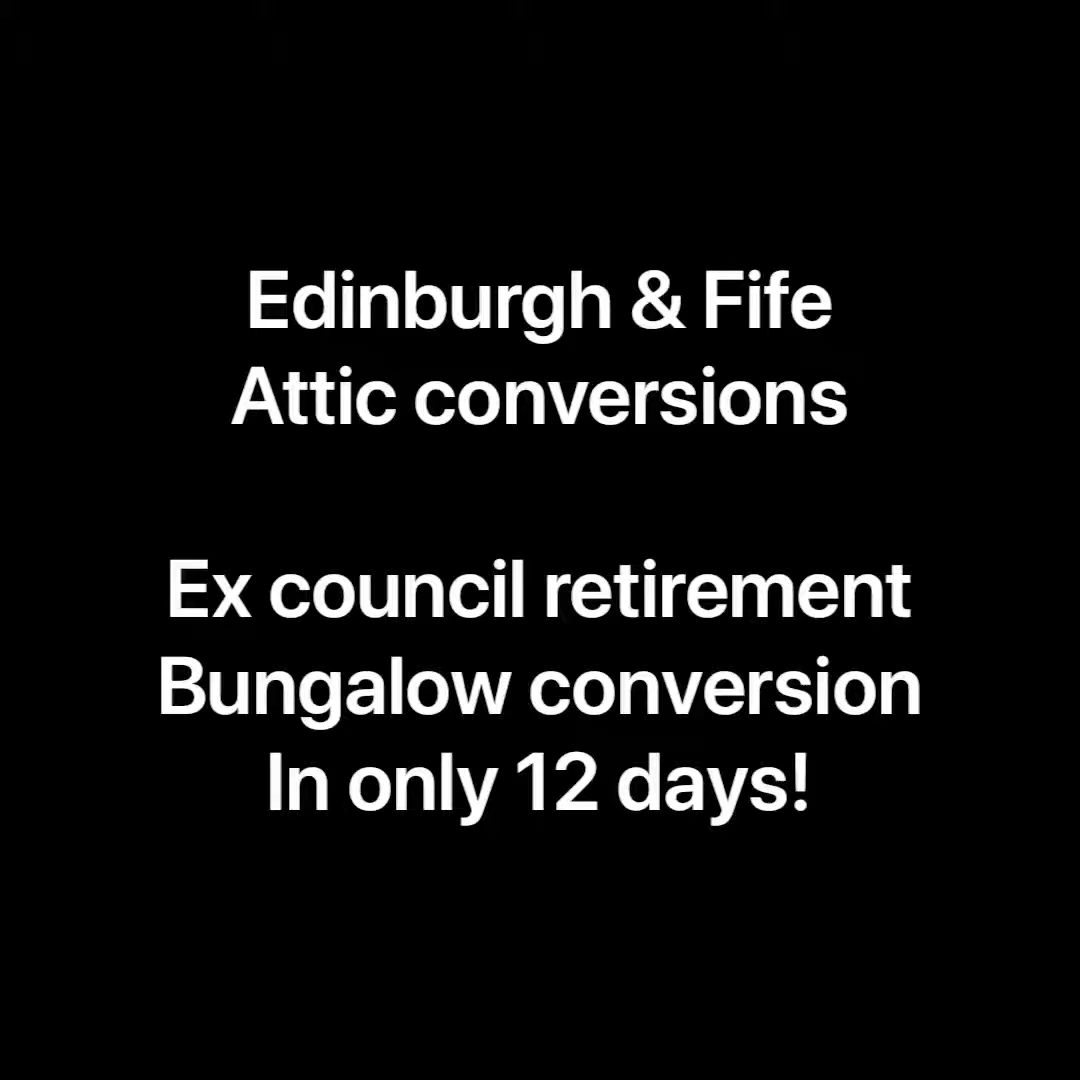 Edinburgh & Fife
Attic conversions
Ex council retirement
Bungalow conversion
In only 12 days!